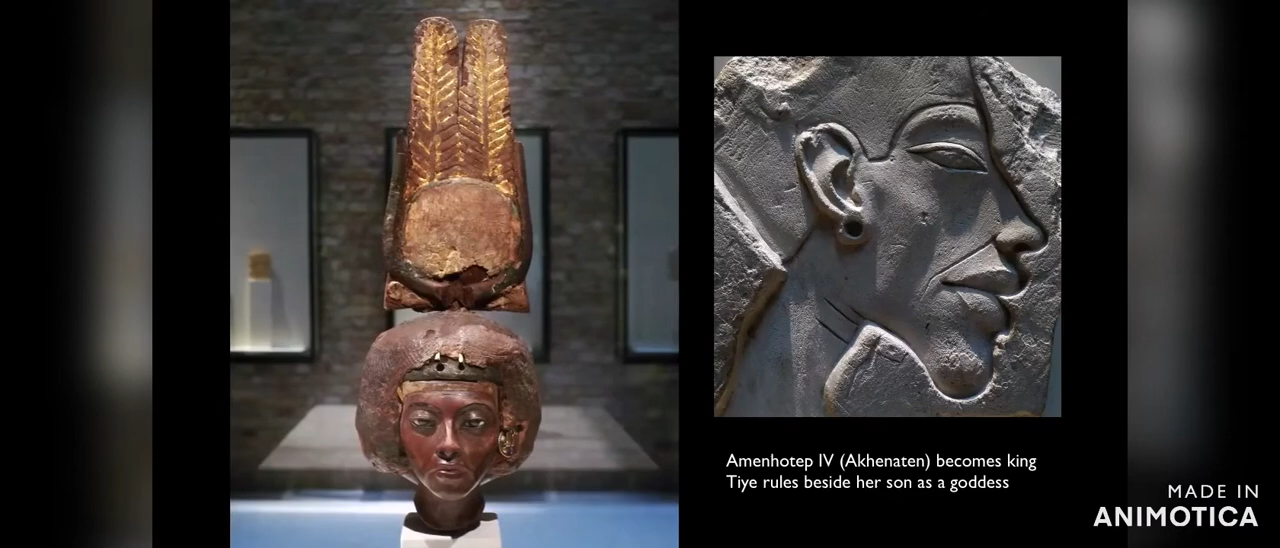 Amenhotep IV (Akhenaten) becomes king
Tiye rules beside her son as a goddess
MADE IN
ANIMOTICA